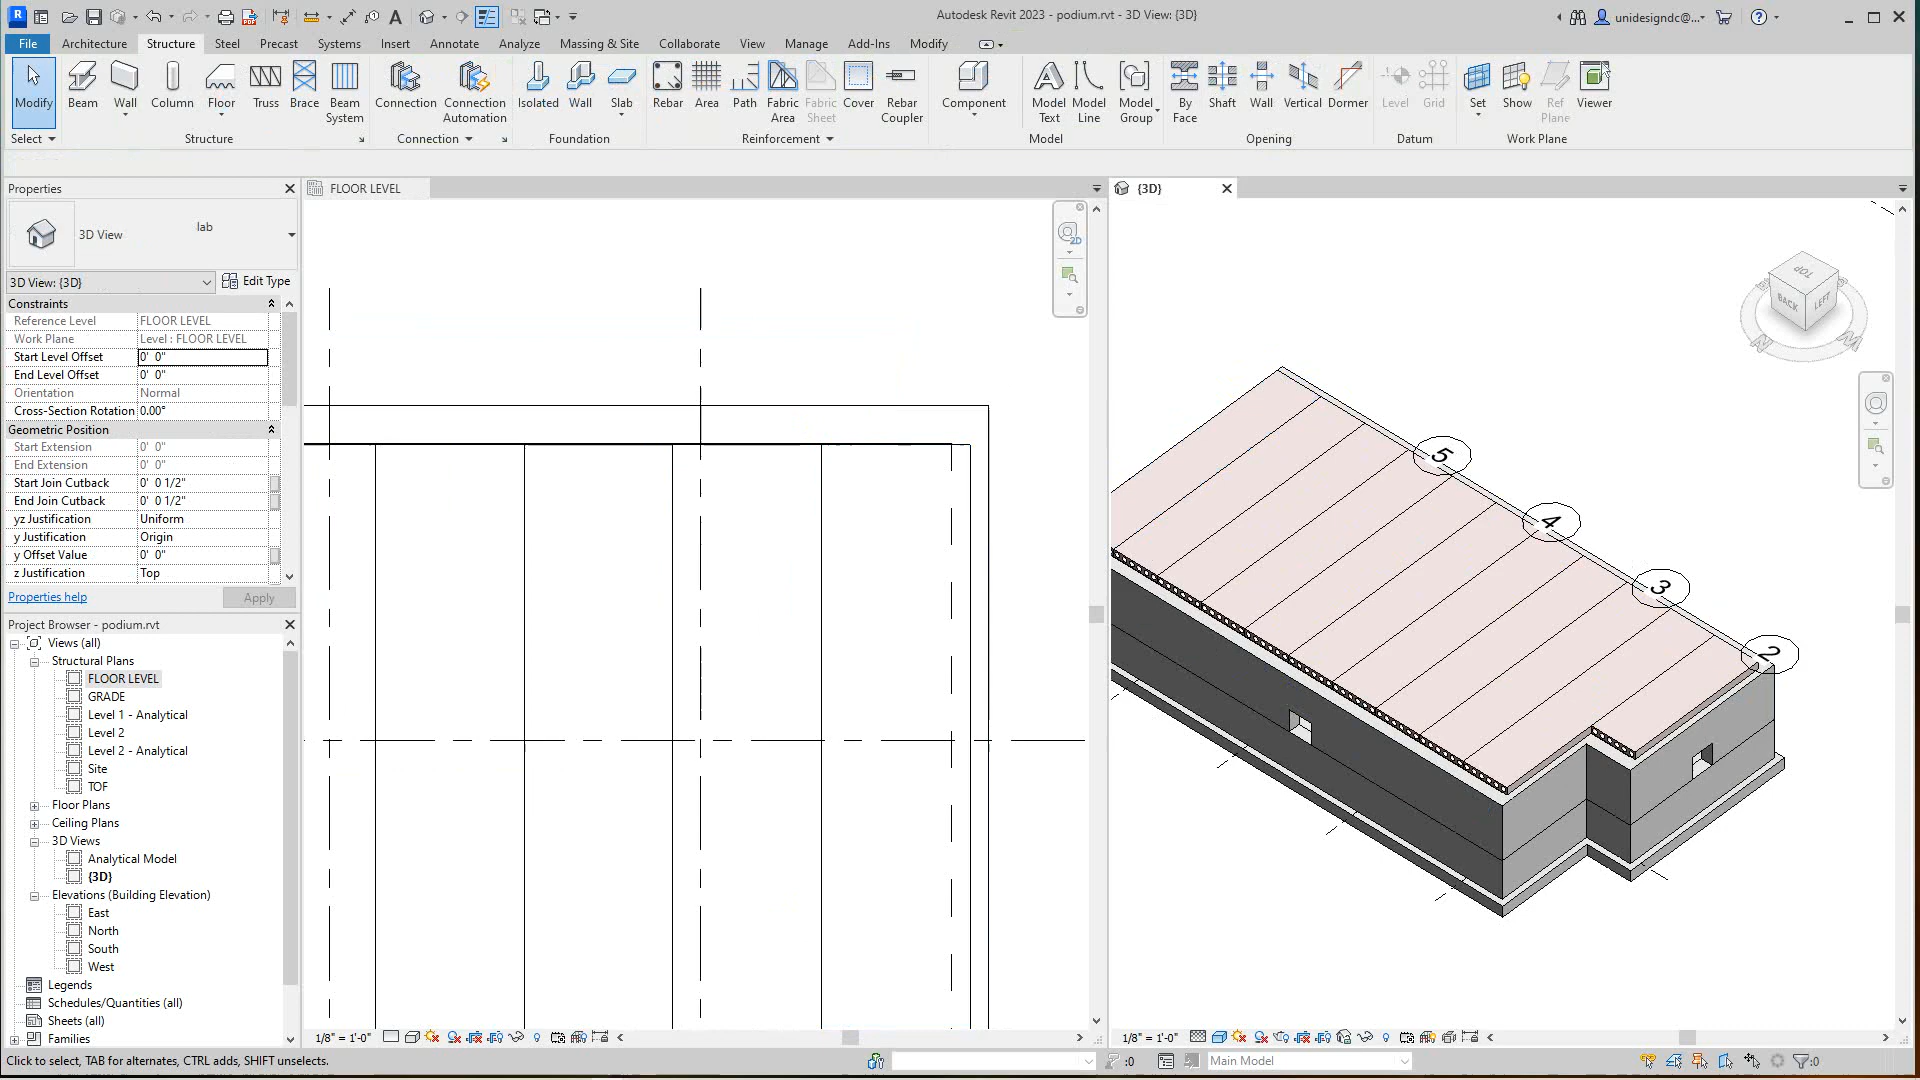 Autodesk Revit 2023 - podium.rvt - 3D View: {3D}
unidesigndc@...
File Architecture Structure Steel Precast Systems Insert Annotate Analyze Massing & Site Collaborate View Manage Add-Ins Modify
Modify Beam Wall Column Floor Truss Brace Beam System Connection Connection Automation Isolated Wall Slab Rebar Area Path Fabric Area Fabric Sheet Cover Rebar Coupler Component Model Text Model Line Model Group By Face Shaft Wall Vertical Dormer Level Grid Set Show Ref Plane Viewer
Select Structure Connection Foundation Reinforcement Model Opening Datum Work Plane
Properties
3D View
lab
3D View: {3D}
Edit Type
Constraints
Reference Level FLOOR LEVEL
Work Plane Level : FLOOR LEVEL
Start Level Offset 0' 0"
End Level Offset 0' 0"
Orientation Normal
Cross-Section Rotation 0.00°
Geometric Position
Start Extension 0' 0"
End Extension 0' 0"
Start Join Cutback 0' 0 1/2"
End Join Cutback 0' 0 1/2"
yz Justification Uniform
y Justification Origin
y Offset Value 0' 0"
z Justification Top
Properties help
Apply
Project Browser - podium.rvt
Views (all)
Structural Plans
FLOOR LEVEL
GRADE
Level 1 - Analytical
Level 2
Level 2 - Analytical
Site
TOF
Floor Plans
Ceiling Plans
3D Views
Analytical Model
{3D}
Elevations (Building Elevation)
East
North
South
West
Legends
Schedules/Quantities (all)
Sheets (all)
Families
FLOOR LEVEL
2D
1/8" = 1'-0"
{3D}
TOP
BACK
LEFT
5
4
3
2
1/8" = 1'-0"
Click to select, TAB for alternates, CTRL adds, SHIFT unselects.
:0
Main Model
:0